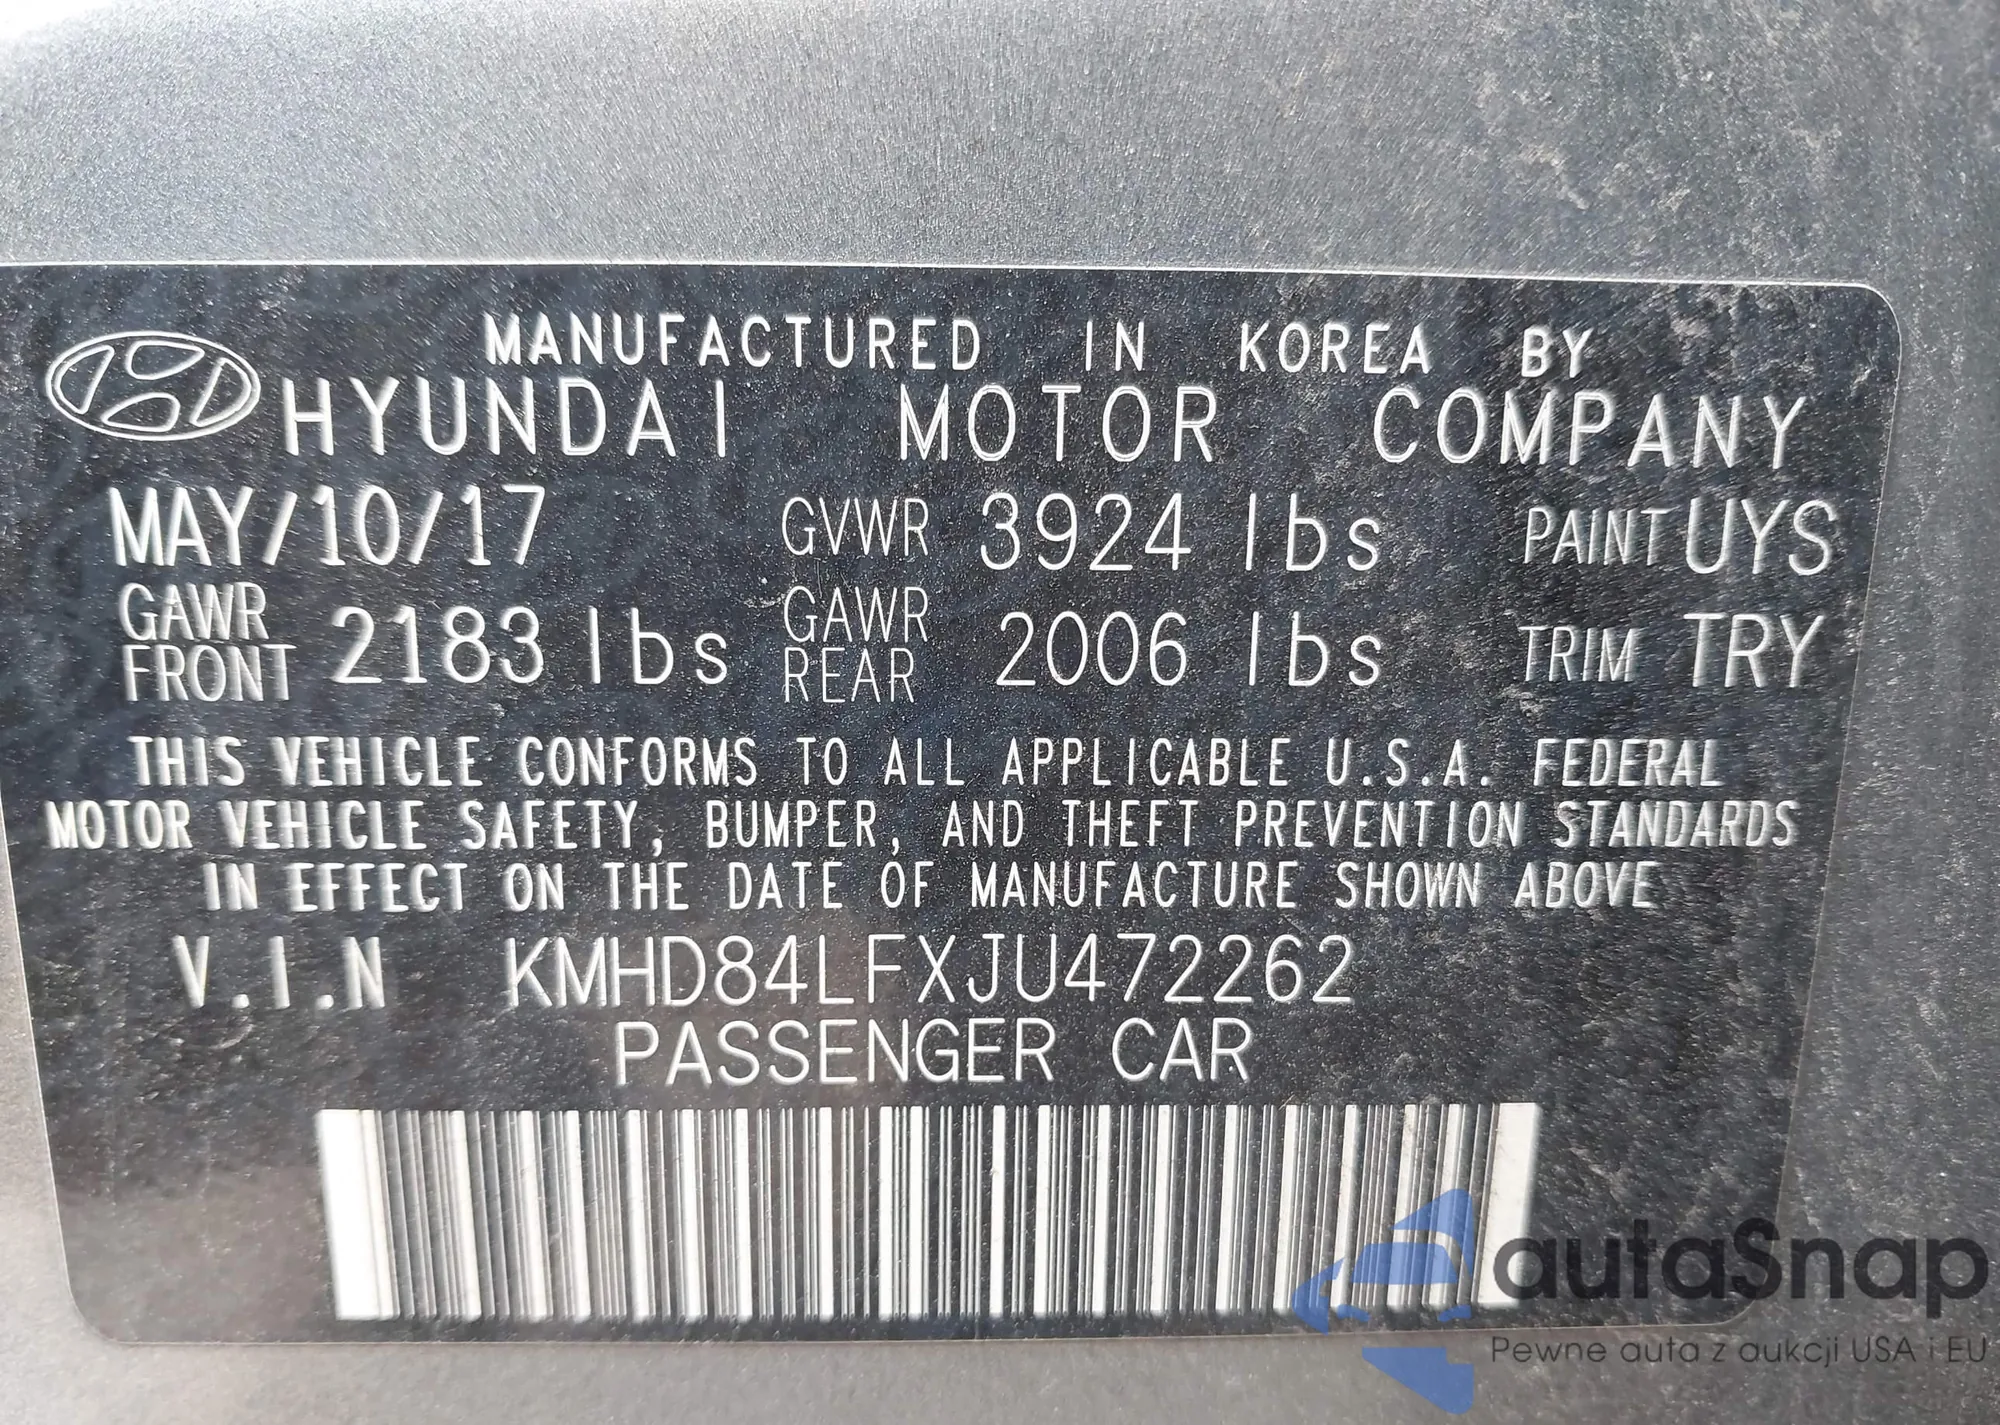 MANUFACTURED IN KOREA BY
HYUNDAI MOTOR COMPANY
MAY/10/17 GVWR 3924 lbs PAINT UYS
GAWR FRONT 2183 lbs GAWR REAR 2006 lbs TRIM TRY
THIS VEHICLE CONFORMS TO ALL APPLICABLE U.S.A. FEDERAL
MOTOR VEHICLE SAFETY, BUMPER, AND THEFT PREVENTION STANDARDS
IN EFFECT ON THE DATE OF MANUFACTURE SHOWN ABOVE
V.I.N KMHD84LFXJU472262
PASSENGER CAR
autaSnap
Pewne auta z aukcji USA i EU